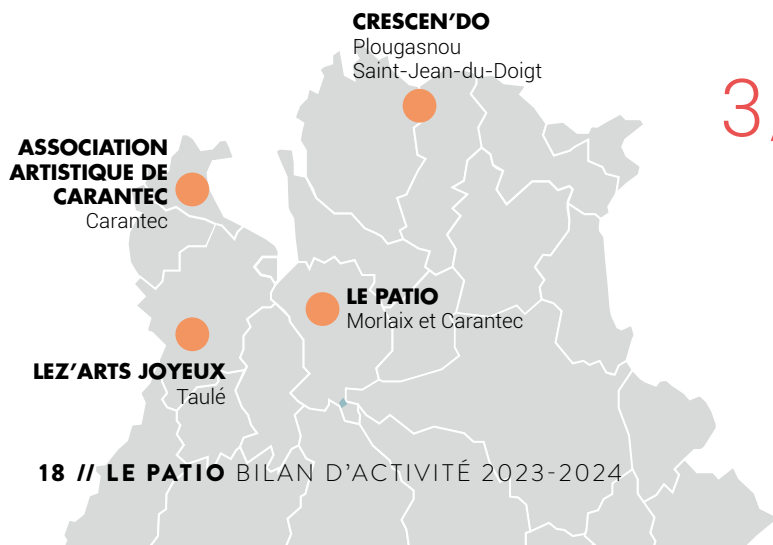 CRESCEN’DO
Plougasnou
Saint-Jean-du-Doigt
3
ASSOCIATION
ARTISTIQUE DE
CARANTEC
Carantec
LE PATIO
Morlaix et Carantec
LEZ’ARTS JOYEUX
Taulé
18 // LE PATIO BILAN D’ACTIVITÉ 2023-2024